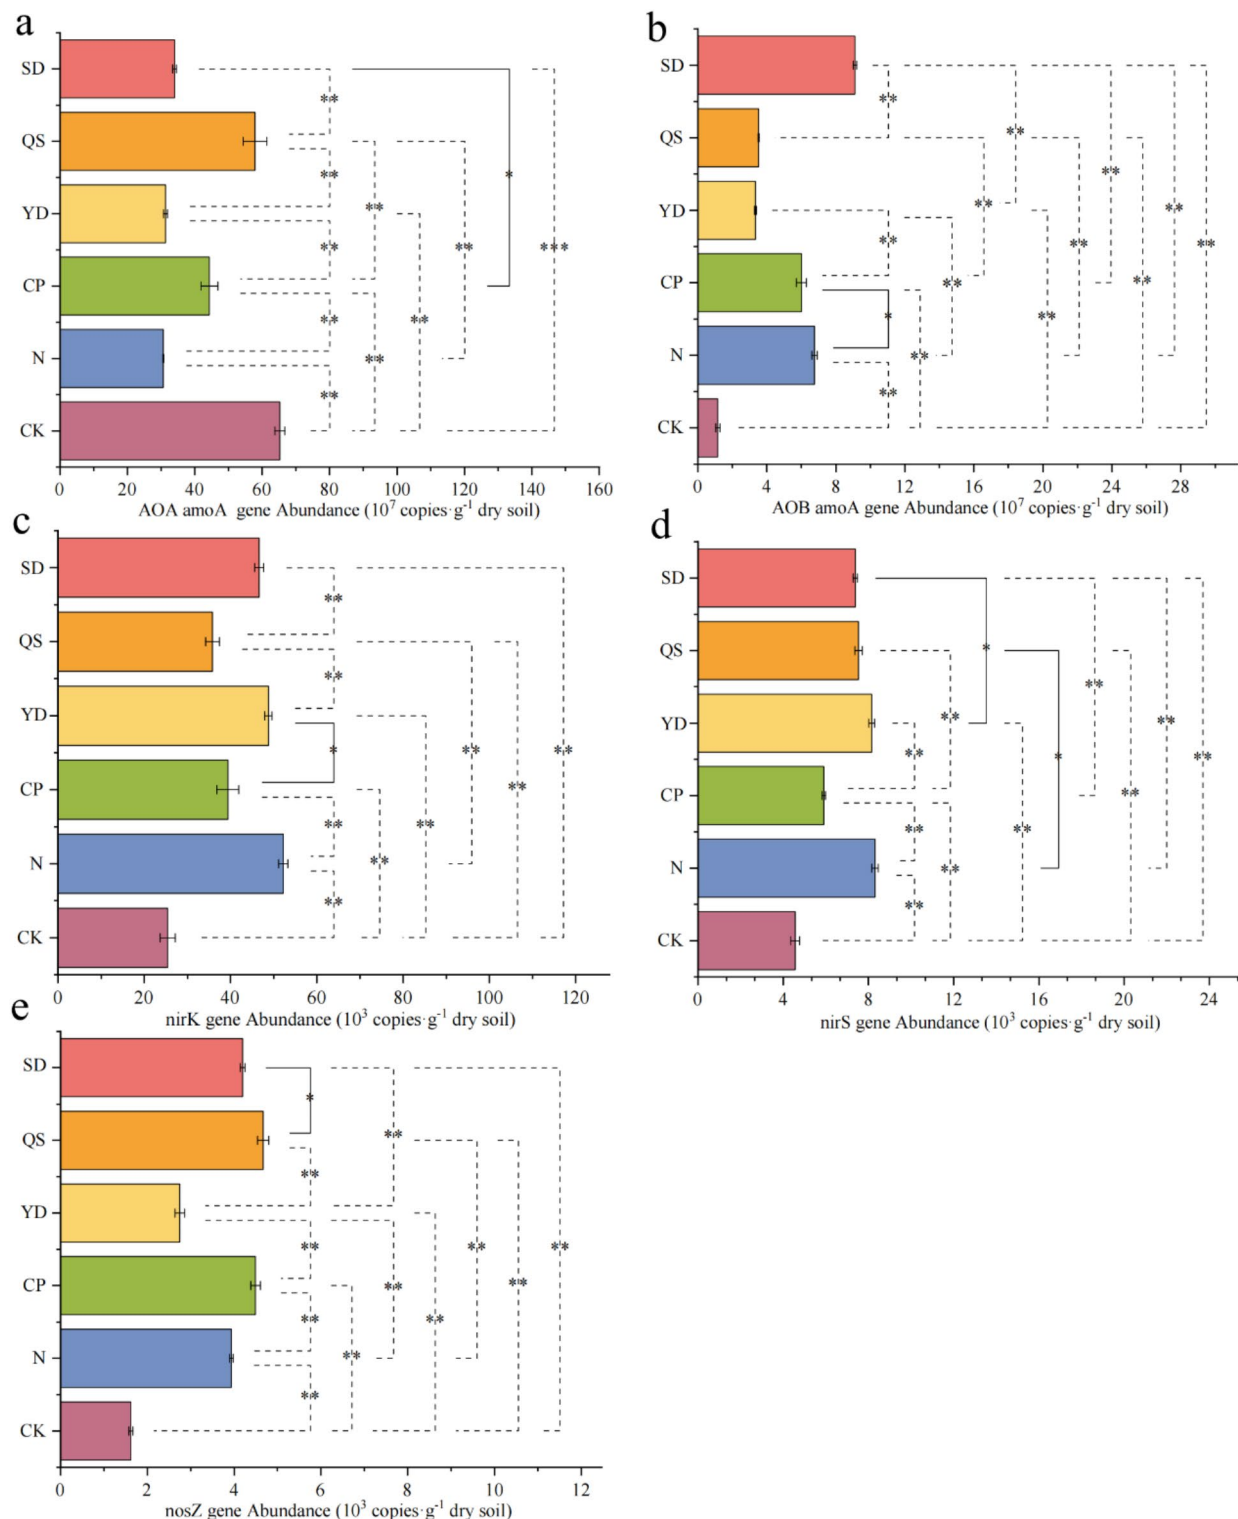 a
SD
**
QS
**
*
YD
**
**
**
***
CP
**
**
N
**
**
CK
0 20 40 60 80 100 120 140 160
AOA amoA gene Abundance (10⁷ copies·g⁻¹ dry soil)
b
SD
**
QS
**
**
YD
**
**
**
**
**
CP
**
**
*
**
N
**
**
CK
0 4 8 12 16 20 24 28
AOB amoA gene Abundance (10⁷ copies·g⁻¹ dry soil)
c
SD
**
QS
**
YD
*
**
**
CP
**
**
**
N
**
**
CK
0 20 40 60 80 100 120
nirK gene Abundance (10³ copies·g⁻¹ dry soil)
d
SD
QS
*
**
YD
**
**
**
*
**
CP
**
**
**
N
**
**
CK
0 4 8 12 16 20 24
nirS gene Abundance (10³ copies·g⁻¹ dry soil)
e
SD
*
QS
**
**
YD
**
**
**
CP
**
**
**
**
N
**
**
CK
0 2 4 6 8 10 12
nosZ gene Abundance (10³ copies·g⁻¹ dry soil)